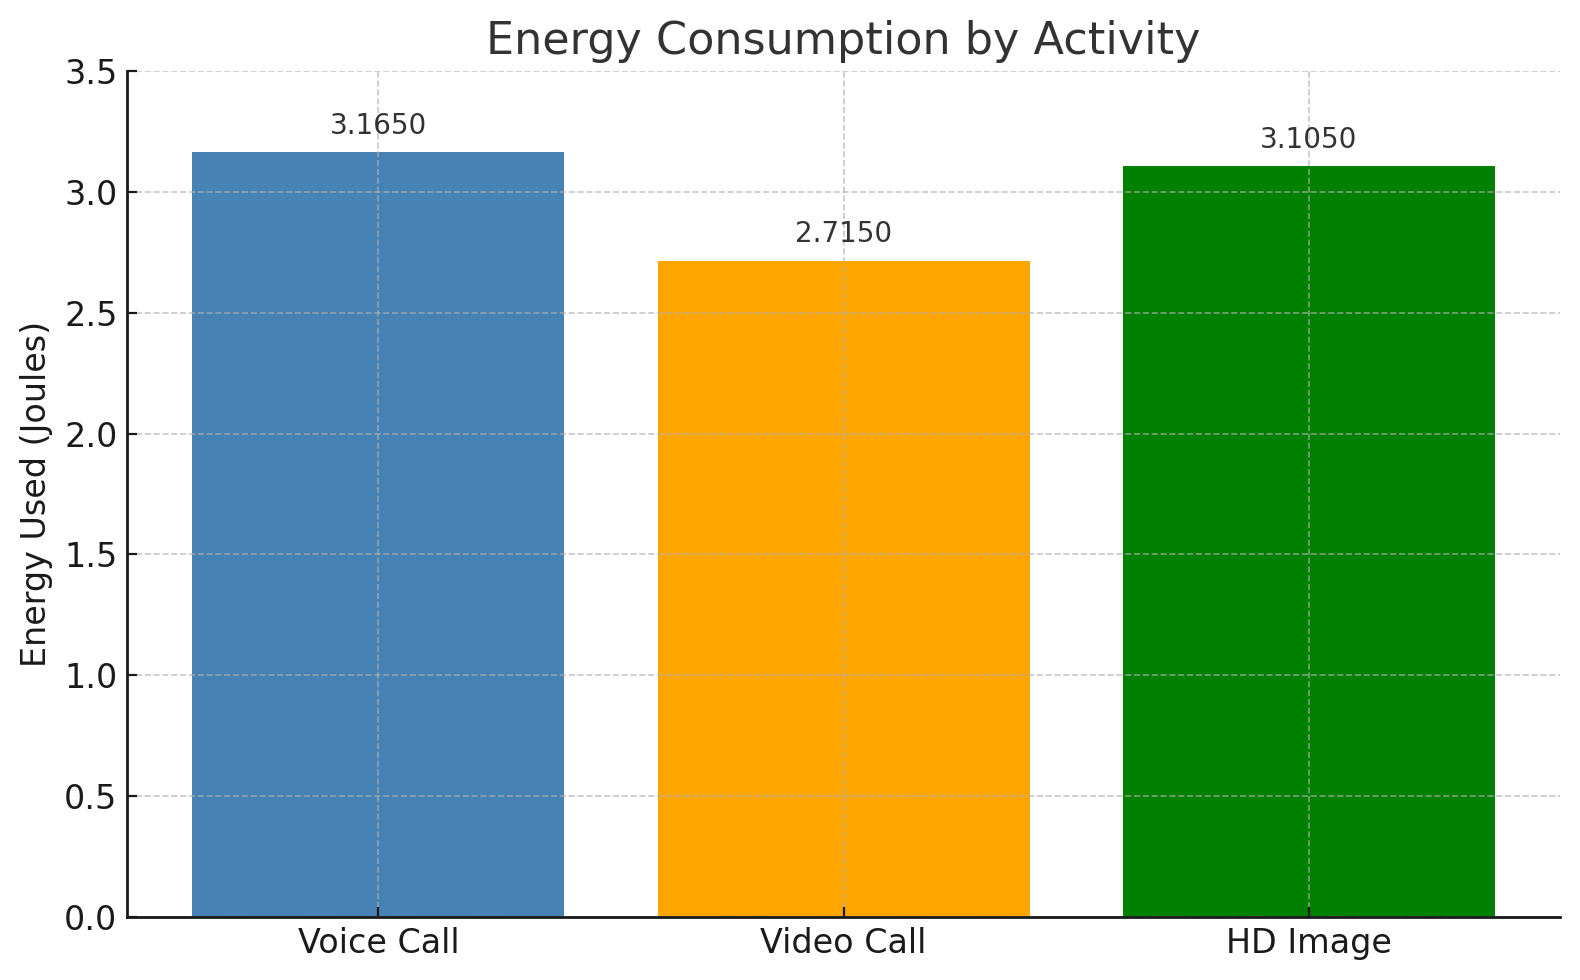 Energy Consumption by Activity
3.5
3.0
2.5
2.0
1.5
1.0
0.5
0.0
Energy Used (Joules)
3.1650
2.7150
3.1050
Voice Call
Video Call
HD Image